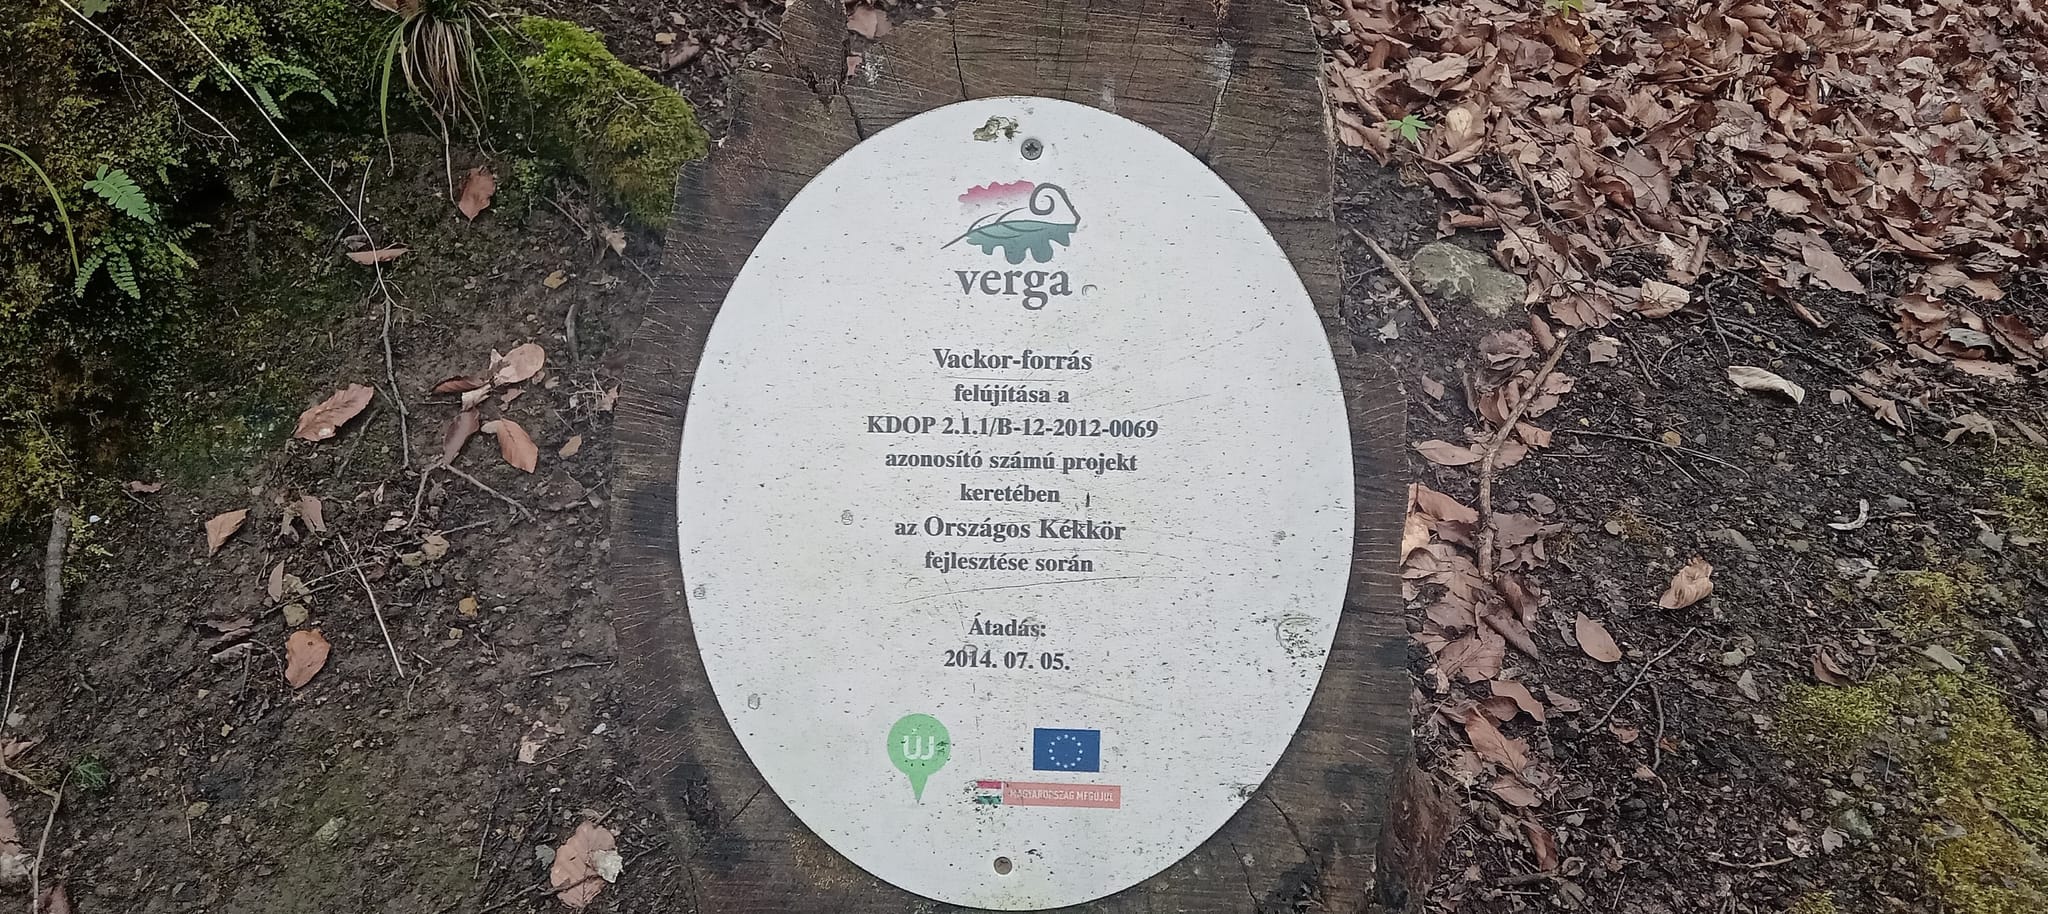 verga
Vackor-forrás
felújítása a
KDOP 2.1.1/B-12-2012-0069
azonosító számú projekt
keretében
az Országos Kékkör
fejlesztése során
Átadás:
2014. 07. 05.
ÚJ
MAGYARORSZÁG MEGÚJUL